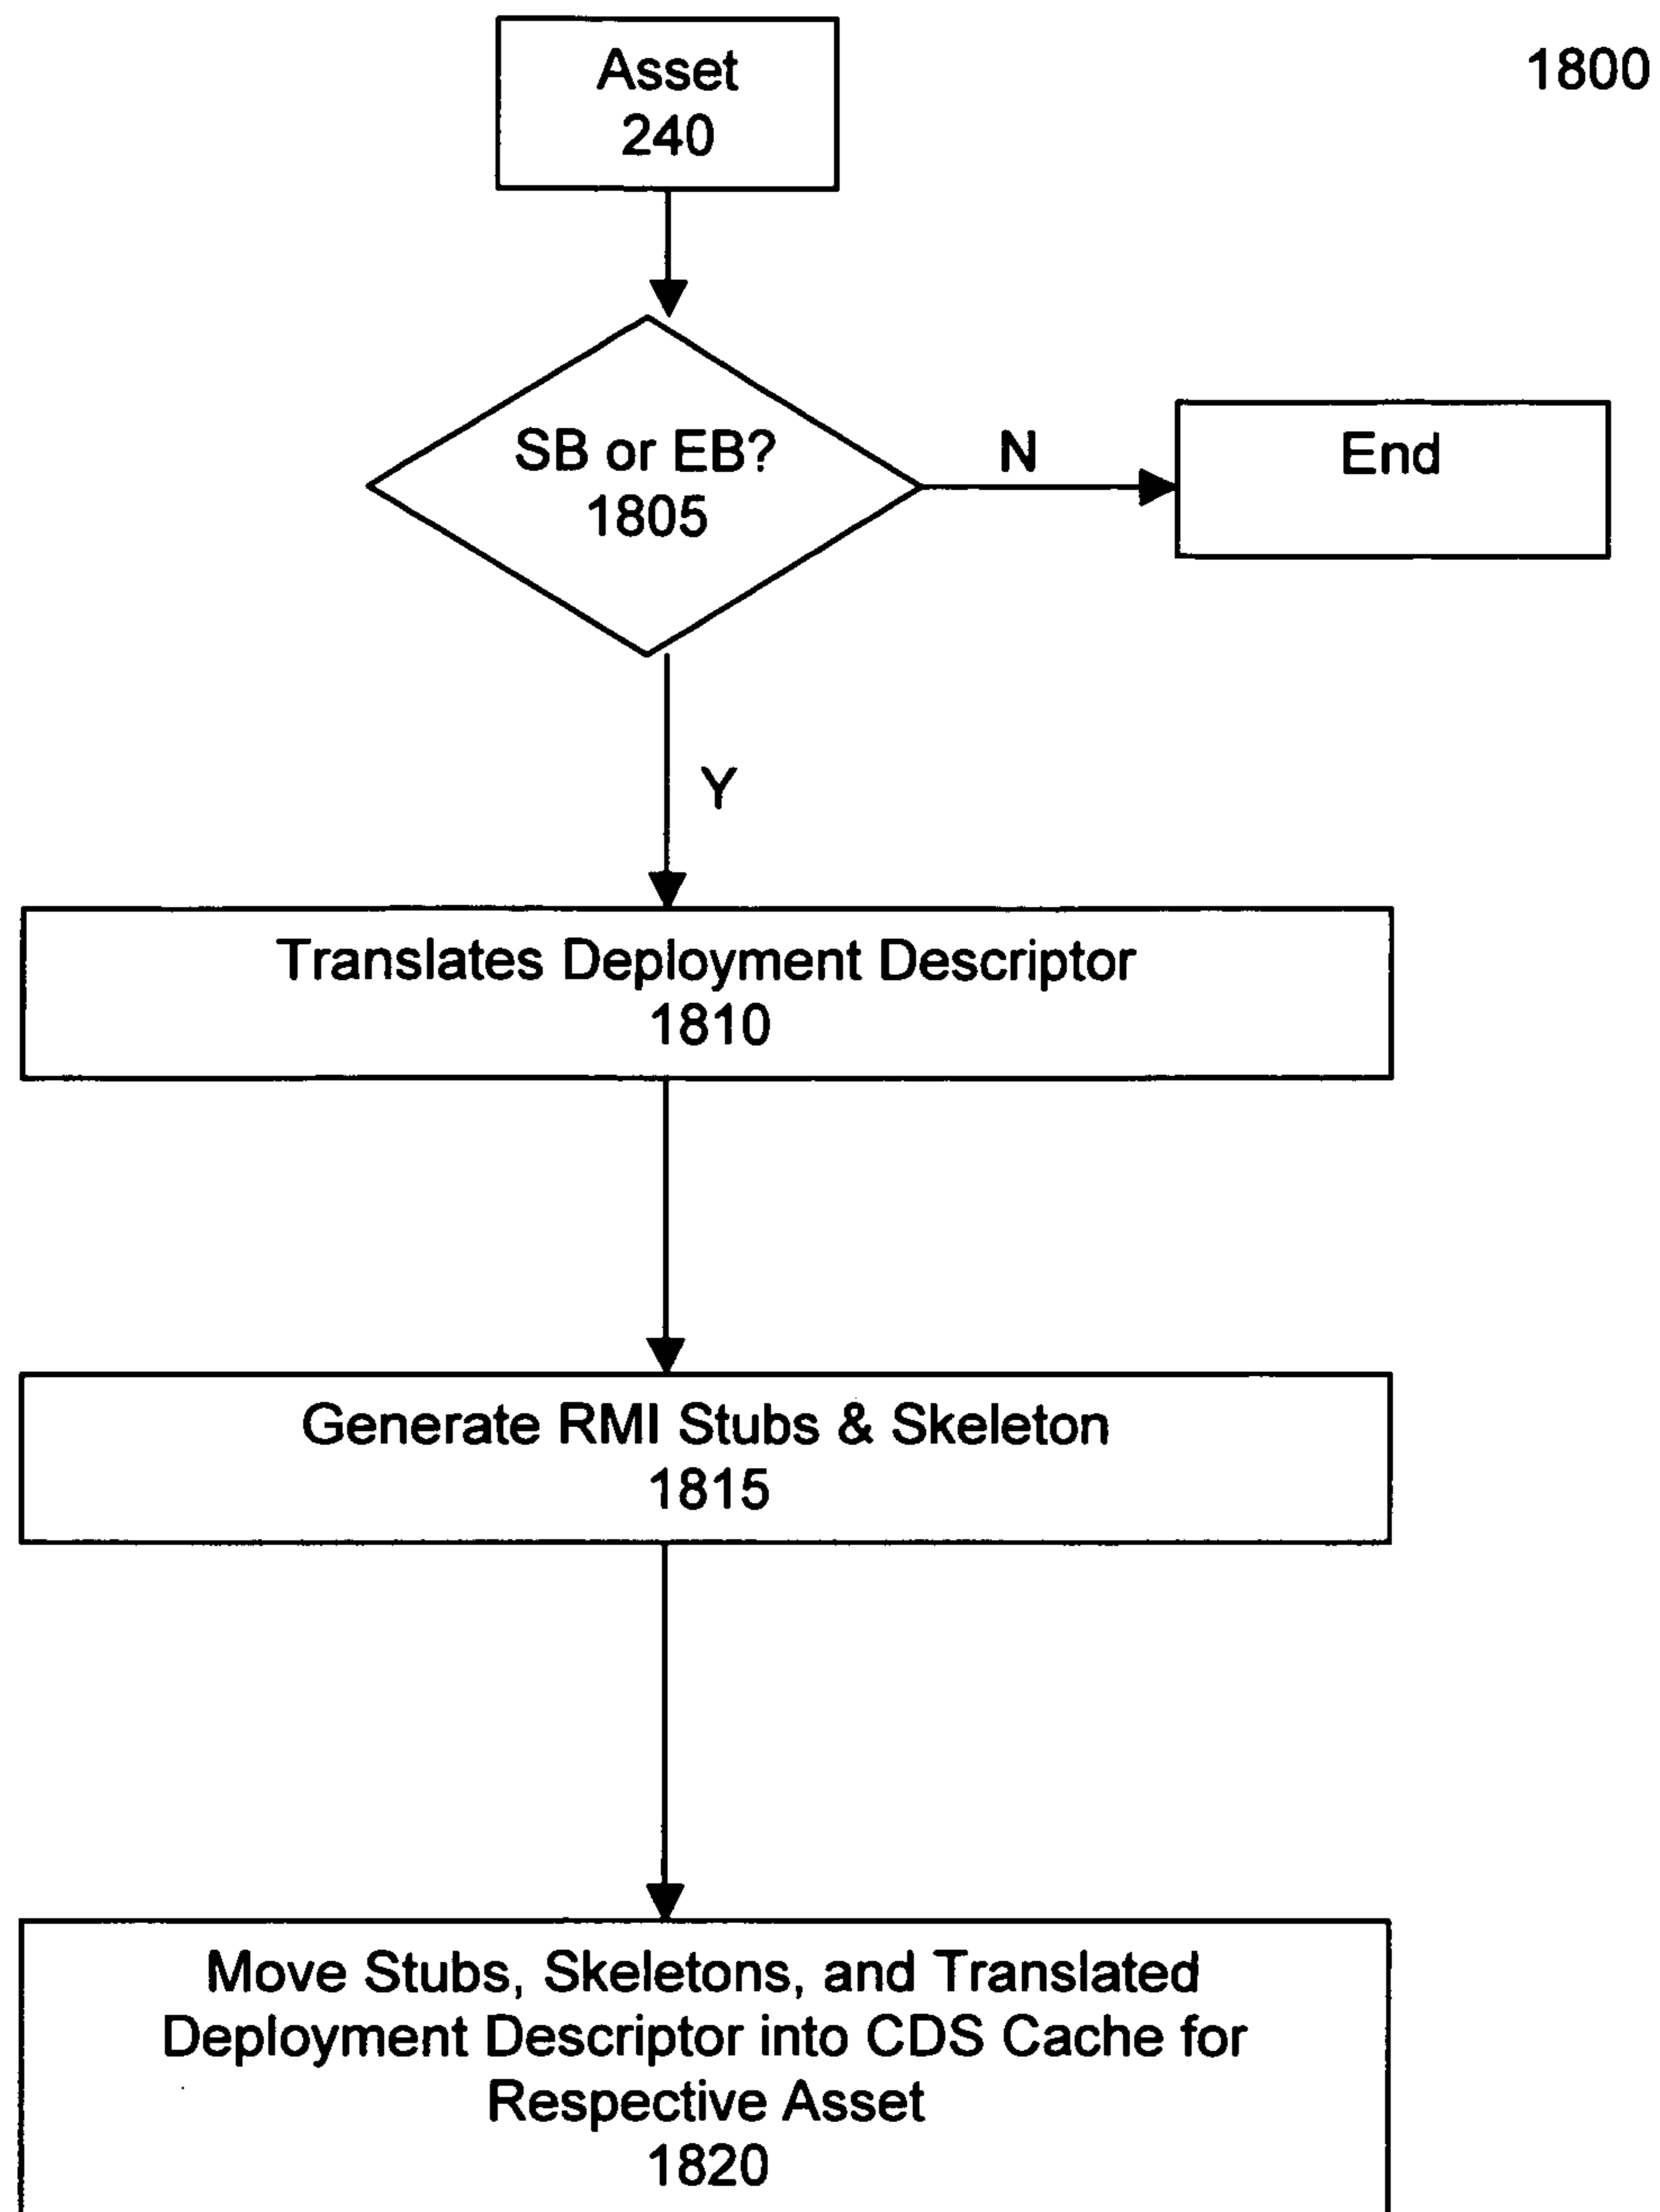 Asset
240
1800
SB or EB?
1805
N
End
Y
Translates Deployment Descriptor
1810
Generate RMI Stubs & Skeleton
1815
Move Stubs, Skeletons, and Translated
Deployment Descriptor into CDS Cache for
Respective Asset
1820